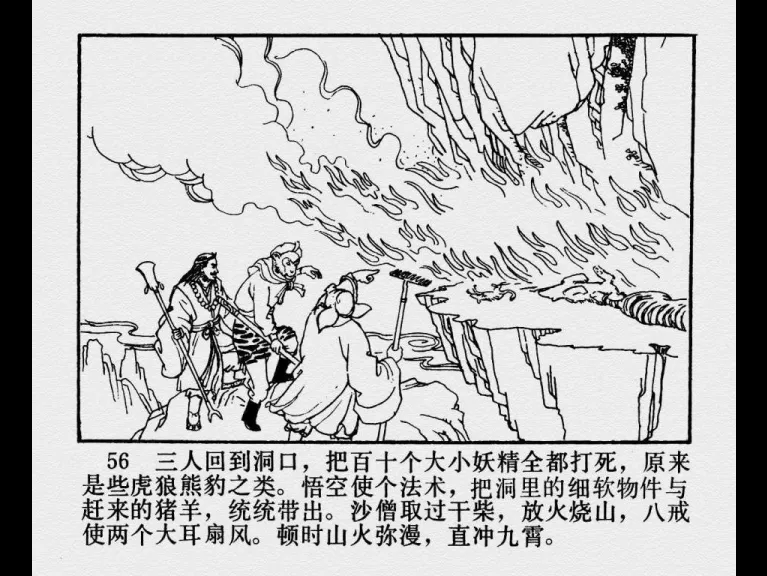 56 三人回到洞口，把百十个大小妖精全都打死，原来
是些虎狼熊豹之类。悟空使个法术，把洞里的细软物件与
赶来的猪羊，统统带出。沙僧取过干柴，放火烧山，八戒
使两个大耳扇风。顿时山火弥漫，直冲九霄。